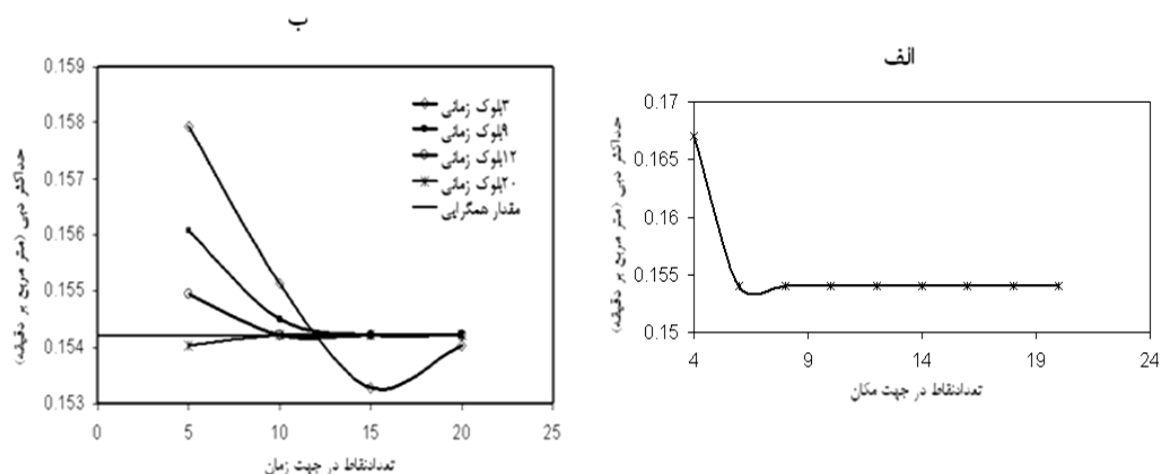 الف
0.17
0.165
0.16
0.155
0.15
4
9
14
19
24
حداکثر دبی (متر مربع بر دقیقه)
تعدادنقاط در جهت مکان
ب
0.159
0.158
0.157
0.156
0.155
0.154
0.153
0
5
10
15
20
25
حداکثر دبی (متر مربع بر دقیقه)
تعدادنقاط در جهت زمان
۳بلوک زمانی
۹بلوک زمانی
۱۲بلوک زمانی
۲۰بلوک زمانی
مقدار همگرایی